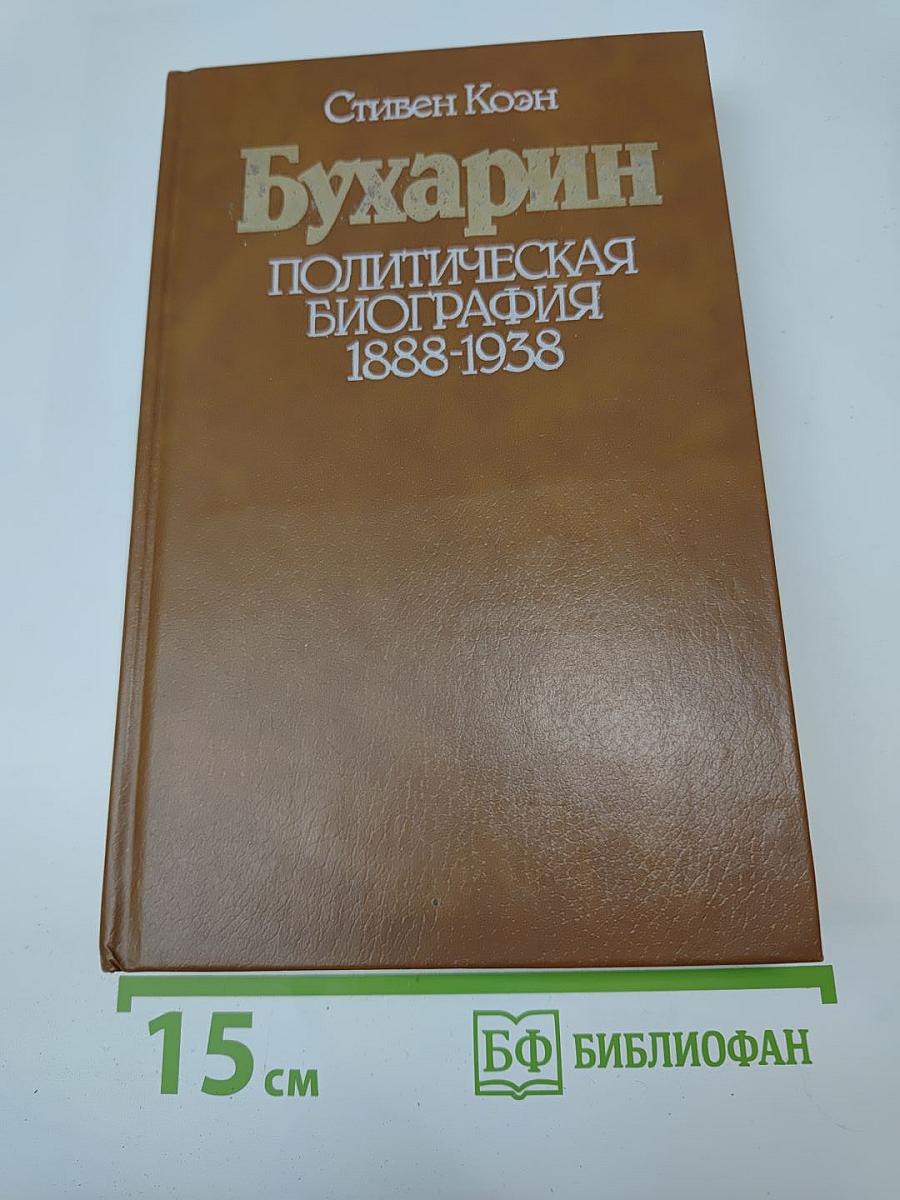 Стивен Коэн
Бухарин
ПОЛИТИЧЕСКАЯ
БИОГРАФИЯ
1888-1938
15 см
БФ БИБЛИОФАН